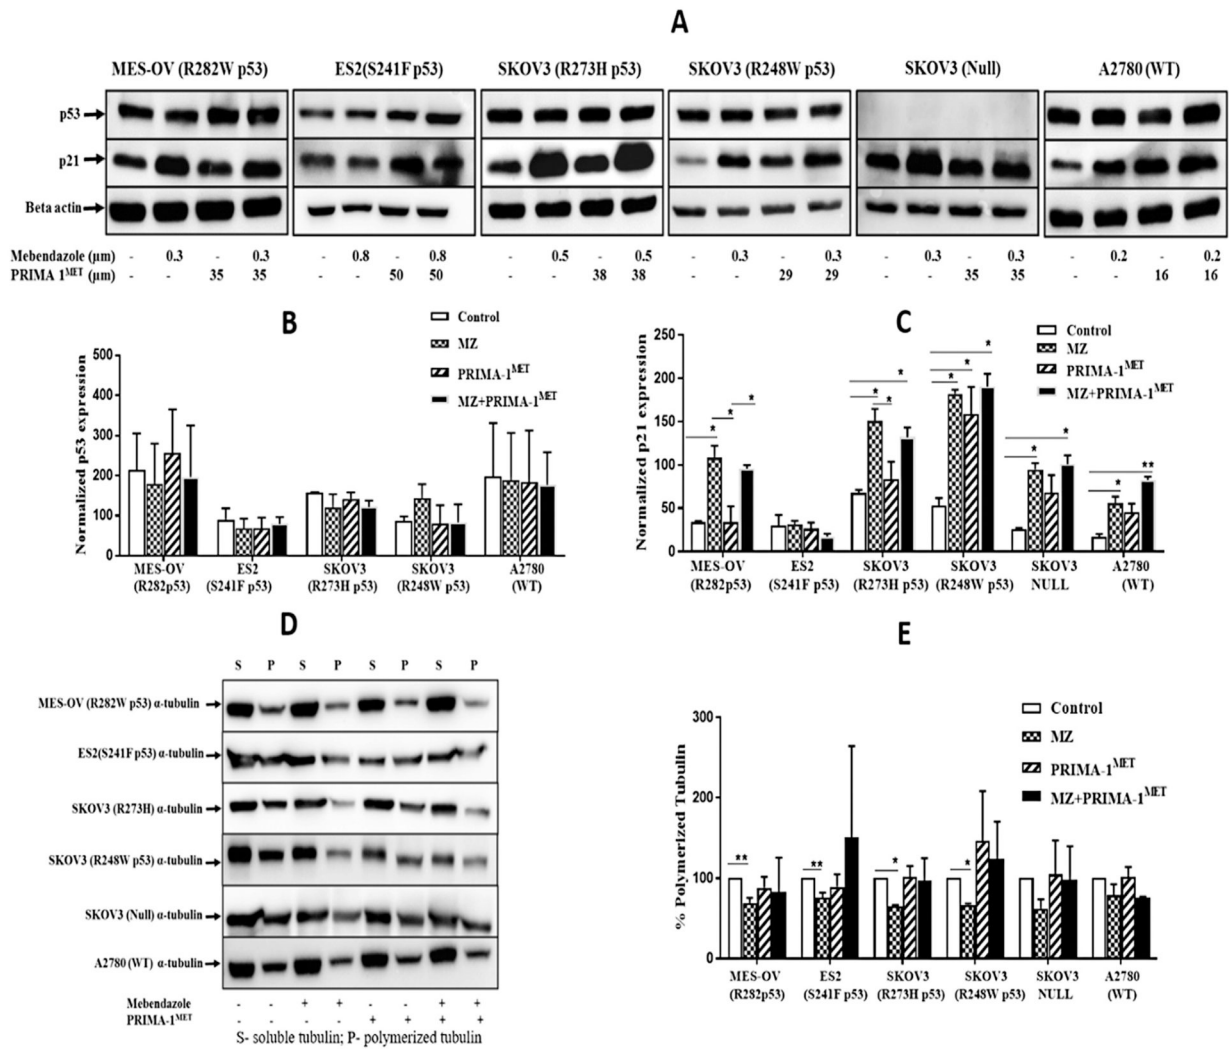 A
MES-OV (R282W p53) ES2(S241F p53) SKOV3 (R273H p53) SKOV3 (R248W p53) SKOV3 (Null) A2780 (WT)
p53
p21
Beta actin
Mebendazole (µm) - 0.3 0.3 - 0.8 0.8 - 0.5 0.5 - 0.3 0.3 - 0.3 0.3 - 0.2 0.2
PRIMA 1MET (µm) - 35 35 - 50 50 - 38 38 - - 29 29 - - 35 35 - - 16 16
B
Control
MZ
PRIMA-1MET
MZ+PRIMA-1MET
Normalized p53 expression
500
400
300
200
100
0
MES-OV ES2 SKOV3 SKOV3 A2780
(R282p53) (S241F p53) (R273H p53) (R248W p53) (WT)
C
Control
MZ
PRIMA-1MET
MZ+PRIMA-1MET
Normalized p21 expression
250
200
150
100
50
0
* * * * * * * * * * * * **
MES-OV ES2 SKOV3 SKOV3 SKOV3 A2780
(R282p53) (S241F p53) (R273H p53) (R248W p53) NULL (WT)
D
S P S P S P S P
MES-OV (R282W p53) α-tubulin
ES2(S241F p53) α-tubulin
SKOV3 (R273H) α-tubulin
SKOV3 (R248W p53) α-tubulin
SKOV3 (Null) α-tubulin
A2780 (WT) α-tubulin
Mebendazole - - + + - - + +
PRIMA-1MET - - - - + + + +
S- soluble tubulin; P- polymerized tubulin
E
Control
MZ
PRIMA-1MET
MZ+PRIMA-1MET
% Polymerized Tubulin
300
200
100
0
** ** * *
MES-OV ES2 SKOV3 SKOV3 SKOV3 A2780
(R282p53) (S241F p53) (R273H p53) (R248W p53) NULL (WT)